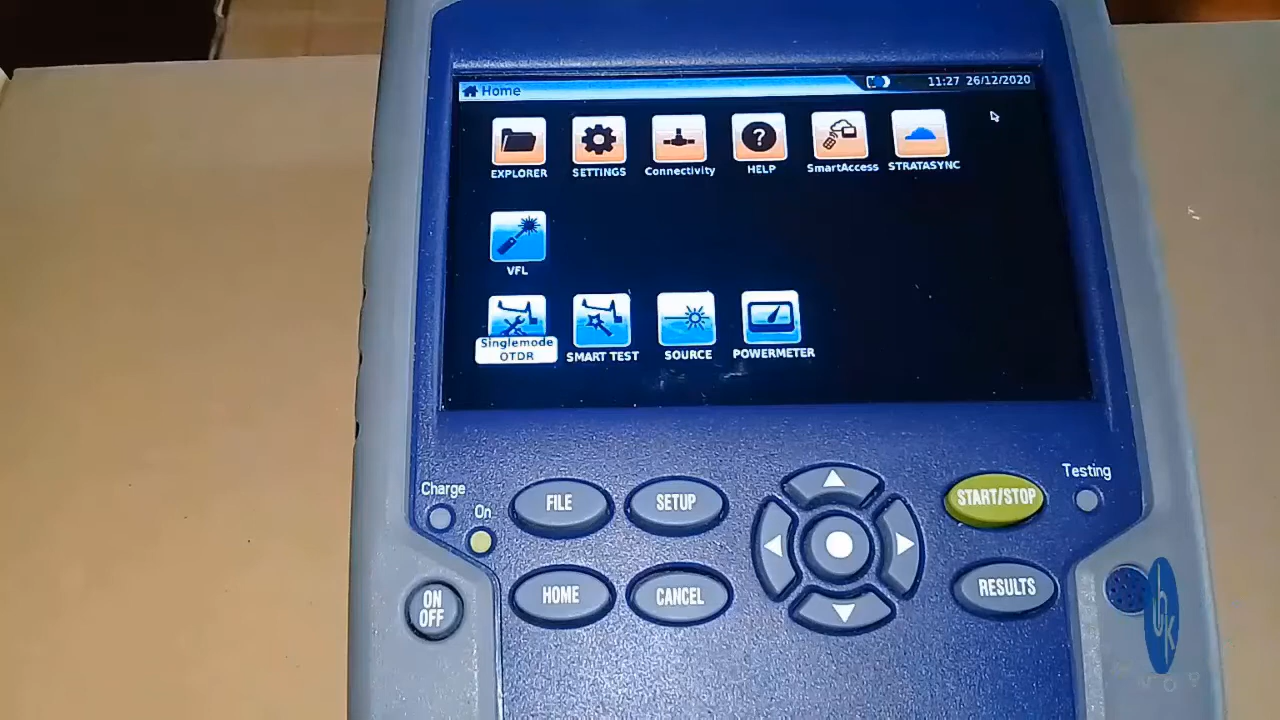 Home
11:27 26/12/2020
EXPLORER
SETTINGS
Connectivity
HELP
SmartAccess
STRATASYNC
VFL
Singlemode
OTDR
SMART TEST
SOURCE
POWERMETER
Charge
On
FILE
SETUP
START/STOP
Testing
ON
OFF
HOME
CANCEL
RESULTS